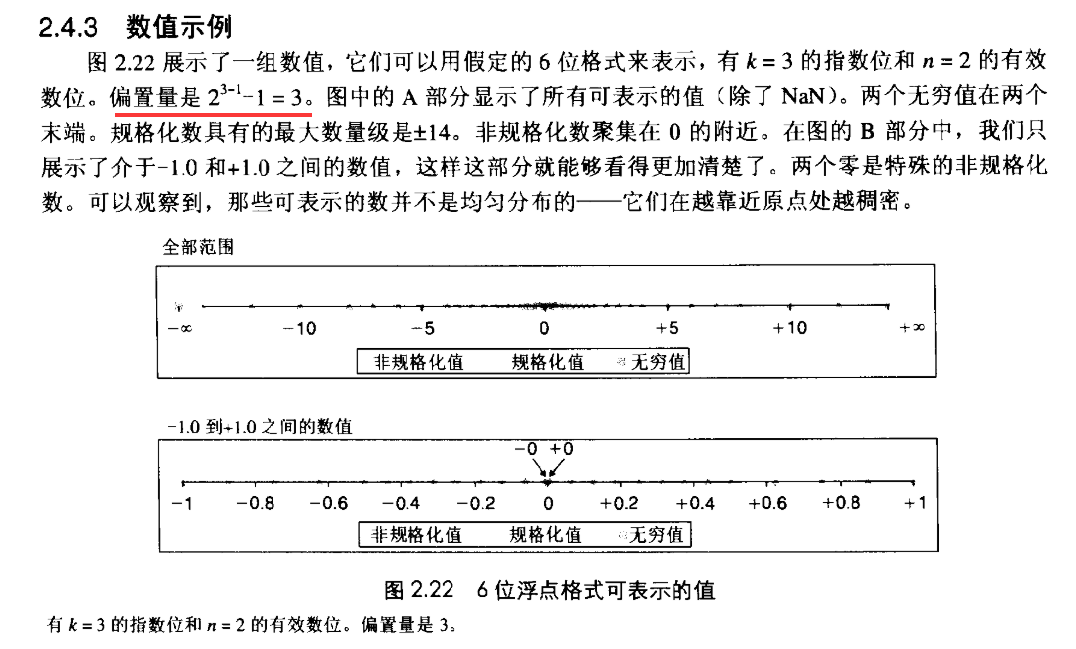 2.4.3 数值示例
图 2.22 展示了一组数值，它们可以用假定的 6 位格式来表示，有 k = 3 的指数位和 n = 2 的有效
数位。偏置量是 2³⁻¹-1 = 3。图中的 A 部分显示了所有可表示的值（除了 NaN）。两个无穷值在两个
末端。规格化数具有的最大数量级是±14。非规格化数聚集在 0 的附近。在图的 B 部分中，我们只
展示了介于-1.0 和+1.0 之间的数值，这样这部分就能够看得更加清楚了。两个零是特殊的非规格化
数。可以观察到，那些可表示的数并不是均匀分布的——它们在越靠近原点处越稠密。
全部范围
-∞ -10 -5 0 +5 +10 +∞
非规格化值 规格化值 无穷值
-1.0 到+1.0 之间的数值
-0 +0
-1 -0.8 -0.6 -0.4 -0.2 0 +0.2 +0.4 +0.6 +0.8 +1
非规格化值 规格化值 无穷值
图 2.22 6 位浮点格式可表示的值
有 k = 3 的指数位和 n = 2 的有效数位。偏置量是 3。